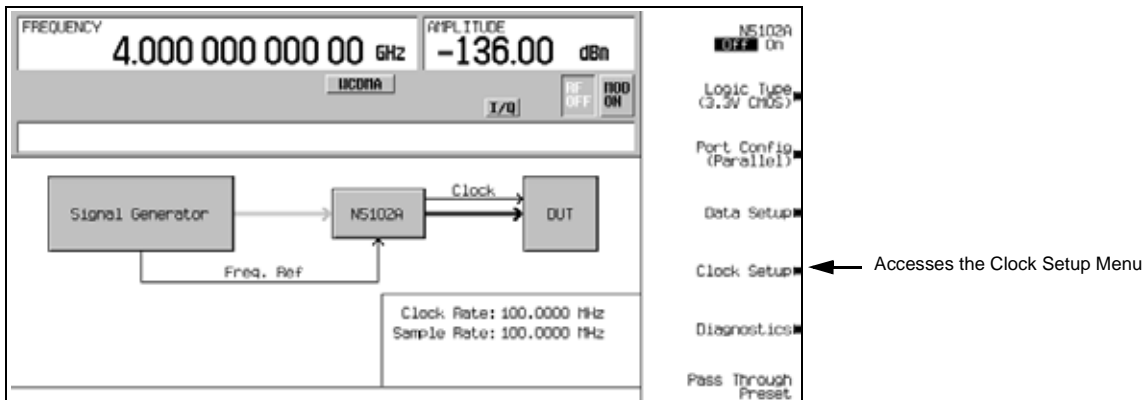 FREQUENCY
4.000 000 000 00 GHz
AMPLITUDE
-136.00 dBm
WCDMA
I/Q
RF OFF
MOD ON
N5102A
Off On
Logic Type
(3.3V CMOS)
Port Config
(Parallel)
Data Setup
Clock Setup
Diagnostics
Pass Through
Preset
Signal Generator
N5102A
Clock
DUT
Freq. Ref
Clock Rate: 100.0000 MHz
Sample Rate: 100.0000 MHz
Accesses the Clock Setup Menu